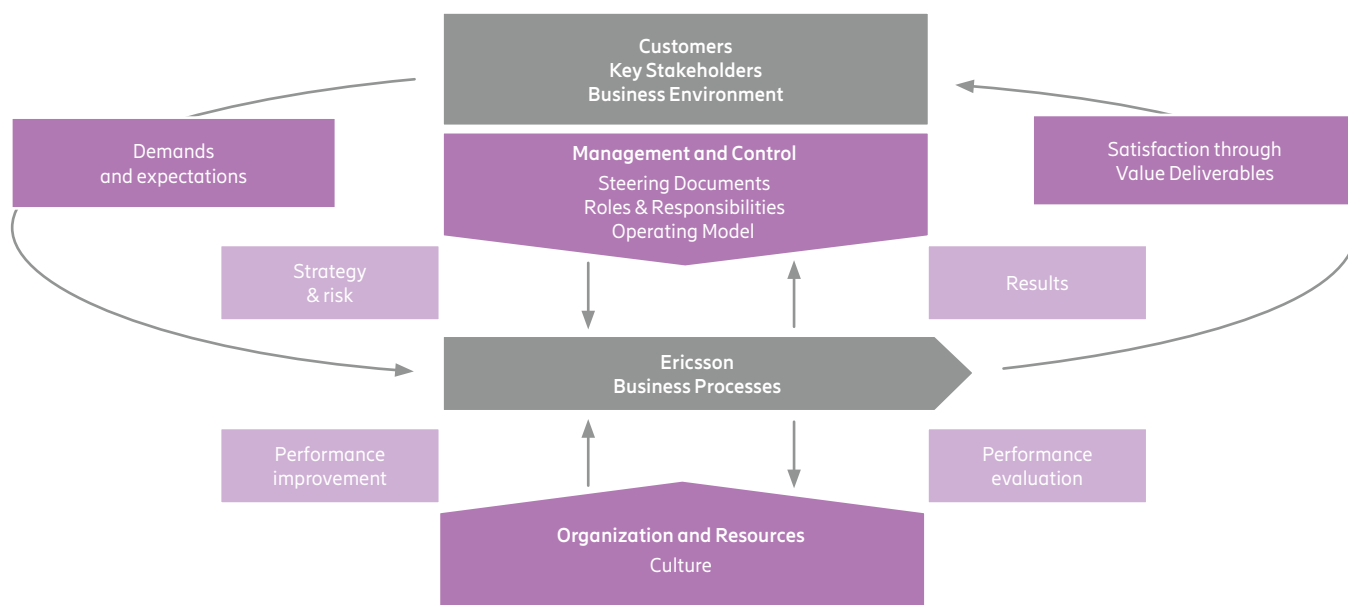 Customers
Key Stakeholders
Business Environment
Demands
and expectations
Management and Control
Steering Documents
Roles & Responsibilities
Operating Model
Satisfaction through
Value Deliverables
Strategy
& risk
Results
Ericsson
Business Processes
Performance
improvement
Performance
evaluation
Organization and Resources
Culture